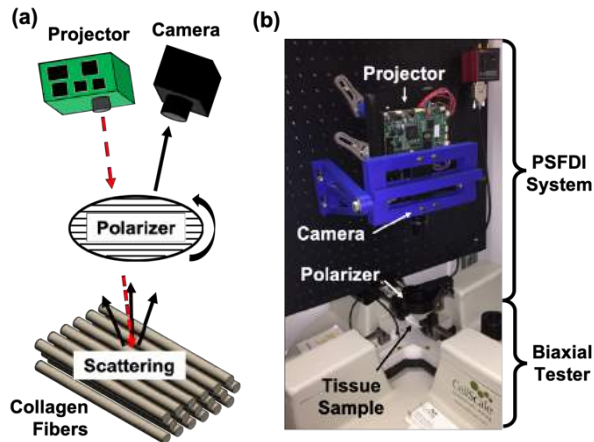 (a)
Projector
Camera
Polarizer
Scattering
Collagen
Fibers
(b)
Projector
Camera
Polarizer
Tissue
Sample
CellScale
PSFDI
System
Biaxial
Tester